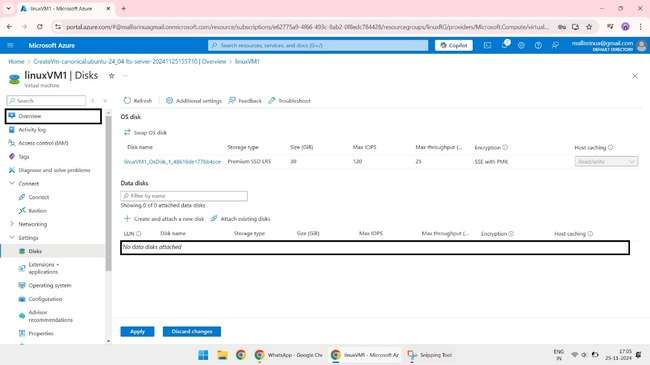 linuxVM1 - Microsoft Azure
portal.azure.com/#@mallisrinuagmail.onmicrosoft.com/resource/subscriptions/
Microsoft Azure
Search resources, services, and docs (G+/)
Copilot
DEFAULT DIRECTORY
Home > CreateVm-canonical.ubuntu-24_04-lts-server-20241125155710 | Overview > linuxVM1
linuxVM1 | Disks
Virtual machine
Search
Overview
Activity log
Access control (IAM)
Tags
Diagnose and solve problems
Connect
Connect
Bastion
Networking
Settings
Disks
Extensions +
applications
Operating system
Configuration
Advisor
recommendations
Properties
Refresh
Additional settings
Feedback
Troubleshoot
OS disk
Swap OS disk
Disk name Storage type Size (GiB) Max IOPS Max throughput (... Encryption Host caching
Premium SSD LRS 30 120 25 SSE with PMK Read/write
Data disks
Filter by name
Showing 0 of 0 attached data disks
Create and attach a new disk Attach existing disks
LUN Disk name Storage type Size (GiB) Max IOPS Max throughput (... Encryption Host caching
No data disks attached
Apply Discard changes
WhatsApp - Google Chr
linuxVM1 - Microsoft Az
Snipping Tool
ENG
IN
17:05
25-11-2024